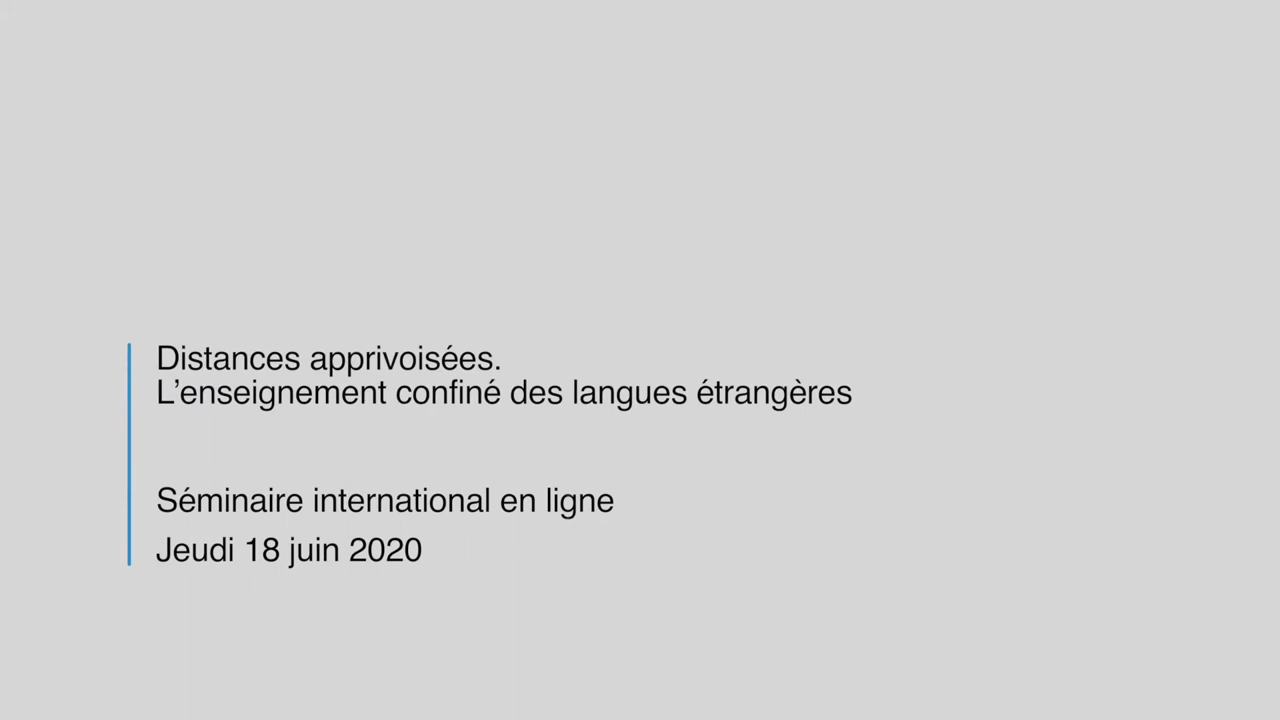 Distances apprivoisées.
L’enseignement confiné des langues étrangères
Séminaire international en ligne
Jeudi 18 juin 2020